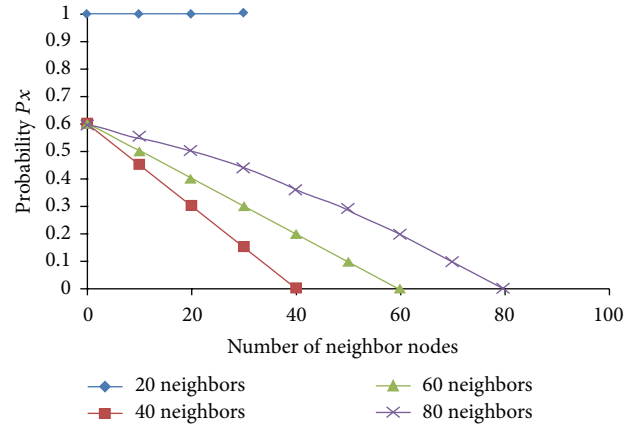 1
0.9
0.8
0.7
0.6
0.5
0.4
0.3
0.2
0.1
0
Probability Px
0 20 40 60 80 100
Number of neighbor nodes
20 neighbors 60 neighbors
40 neighbors 80 neighbors